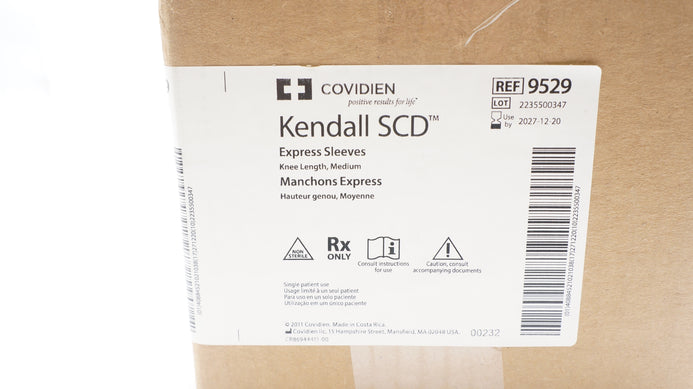 COVIDIEN
positive results for life™
Kendall SCD™
Express Sleeves
Knee Length, Medium
Manchons Express
Hauteur genou, Moyenne
REF 9529
LOT 2235500347
Use by 2027-12-20
NON STERILE
Rx ONLY
Consult instructions for use
Caution, consult accompanying documents
Single patient use
Usage limité à un seul patient.
Para uso en un solo paciente
Utilização em um único paciente
© 2011 Covidien. Made in Costa Rica.
Covidien llc, 15 Hampshire Street, Mansfield, MA 02048 USA.
00232